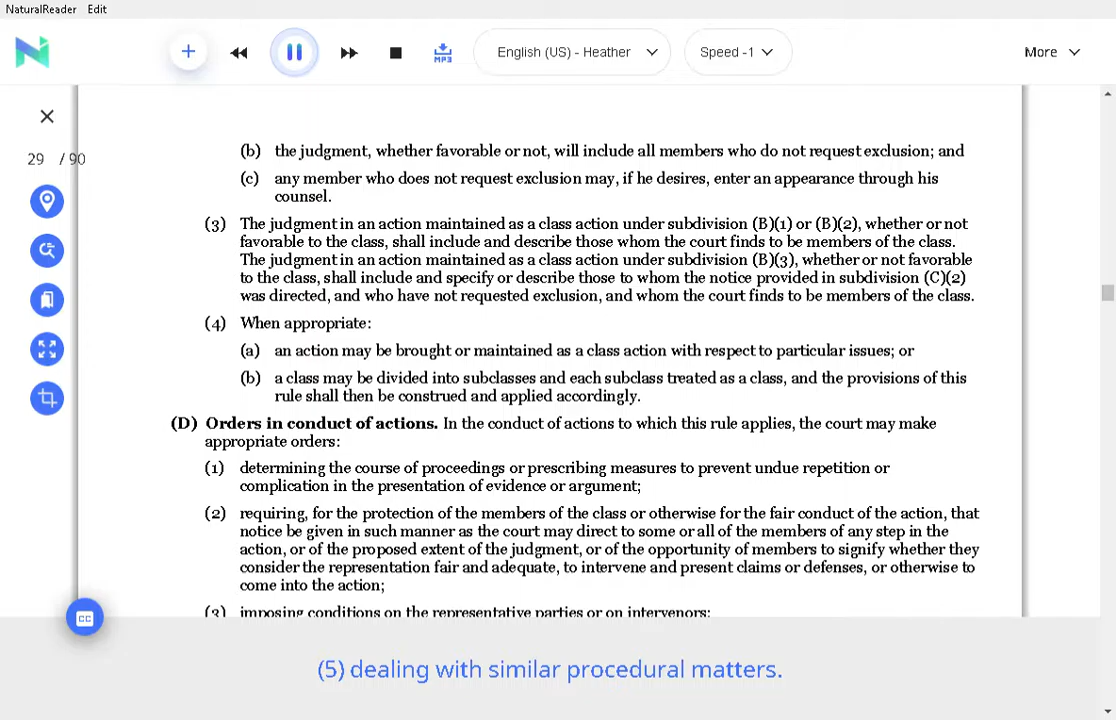 NaturalReader Edit
MP3
English (US) - Heather
Speed -1
More
29 / 90
(b) the judgment, whether favorable or not, will include all members who do not request exclusion; and
(c) any member who does not request exclusion may, if he desires, enter an appearance through his
counsel.
(3) The judgment in an action maintained as a class action under subdivision (B)(1) or (B)(2), whether or not
favorable to the class, shall include and describe those whom the court finds to be members of the class.
The judgment in an action maintained as a class action under subdivision (B)(3), whether or not favorable
to the class, shall include and specify or describe those to whom the notice provided in subdivision (C)(2)
was directed, and who have not requested exclusion, and whom the court finds to be members of the class.
(4) When appropriate:
(a) an action may be brought or maintained as a class action with respect to particular issues; or
(b) a class may be divided into subclasses and each subclass treated as a class, and the provisions of this
rule shall then be construed and applied accordingly.
(D) Orders in conduct of actions. In the conduct of actions to which this rule applies, the court may make
appropriate orders:
(1) determining the course of proceedings or prescribing measures to prevent undue repetition or
complication in the presentation of evidence or argument;
(2) requiring, for the protection of the members of the class or otherwise for the fair conduct of the action, that
notice be given in such manner as the court may direct to some or all of the members of any step in the
action, or of the proposed extent of the judgment, or of the opportunity of members to signify whether they
consider the representation fair and adequate, to intervene and present claims or defenses, or otherwise to
come into the action;
(3) imposing conditions on the representative parties or on intervenors;
CC
(5) dealing with similar procedural matters.